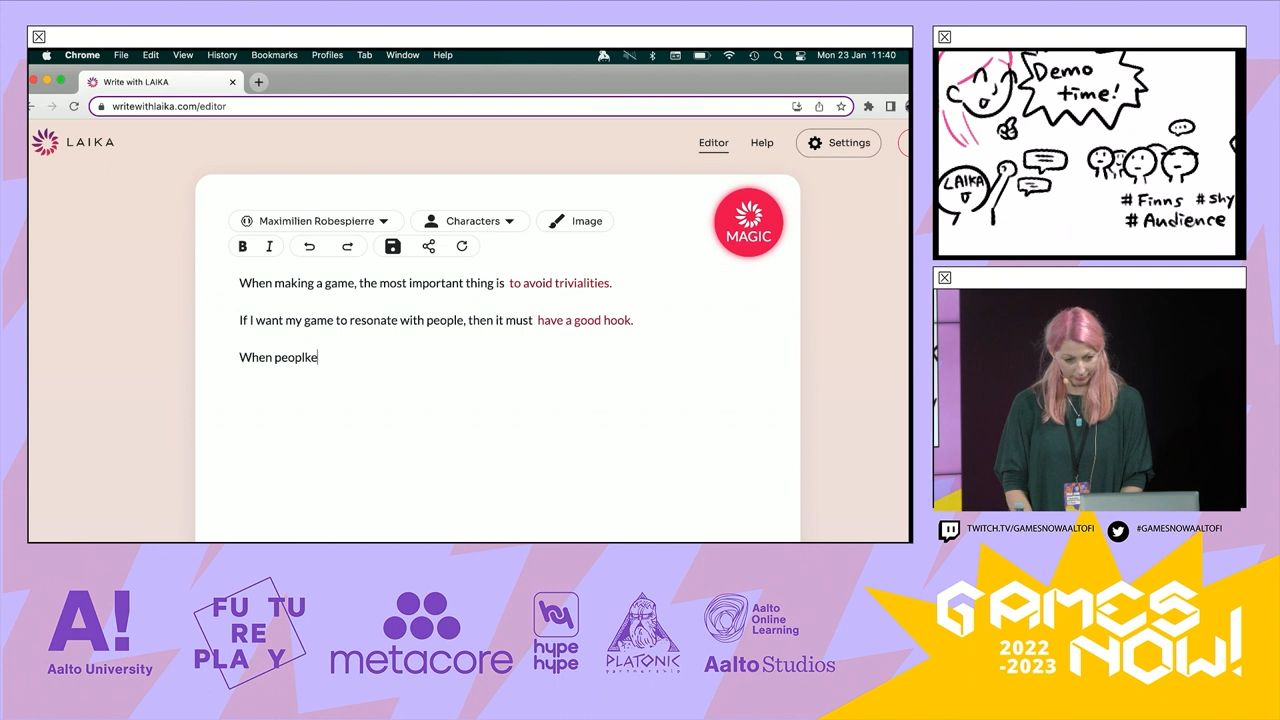 Chrome File Edit View History Bookmarks Profiles Tab Window Help Mon 23 Jan 11:40
Write with LAIKA
writewithlaika.com/editor
LAIKA
Editor Help Settings
Maximilien Robespierre Characters Image
MAGIC
B I
When making a game, the most important thing is to avoid trivialities.
If I want my game to resonate with people, then it must have a good hook.
When peoplke
Demo
time!
LAIKA
#Finns #shy
#Audience
TWITCH.TV/GAMESNOWAALTOFI #GAMESNOWAALTOFI
A!
Aalto University
FU TU
RE
PLA Y
metacore
hype
hype
PLATONIC
partnership
Aalto
Online
Learning
Aalto Studios
GAMES
NOW!
2022
-2023